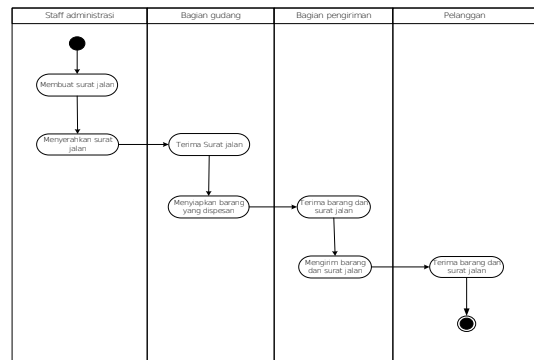 Staff administrasi
Bagian gudang
Bagian pengiriman
Pelanggan
Membuat surat jalan
Menyerahkan surat
jalan
Terima Surat jalan
Menyiapkan barang
yang dispesan
Terima barang dan
surat jalan
Mengirim barang
dan surat jalan
Terima barang dan
surat jalan